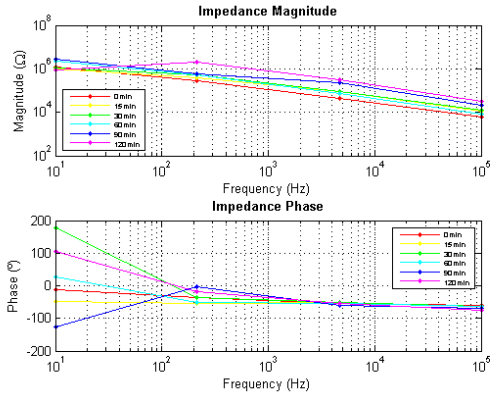 Impedance Magnitude
10^8
10^6
10^4
10^2
Magnitude (Ω)
0 min
15 min
30 min
60 min
90 min
120 min
10^1 10^2 10^3 10^4 10^5
Frequency (Hz)
Impedance Phase
200
100
0
-100
-200
Phase (º)
0 min
15 min
30 min
60 min
90 min
120 min
10^1 10^2 10^3 10^4 10^5
Frequency (Hz)